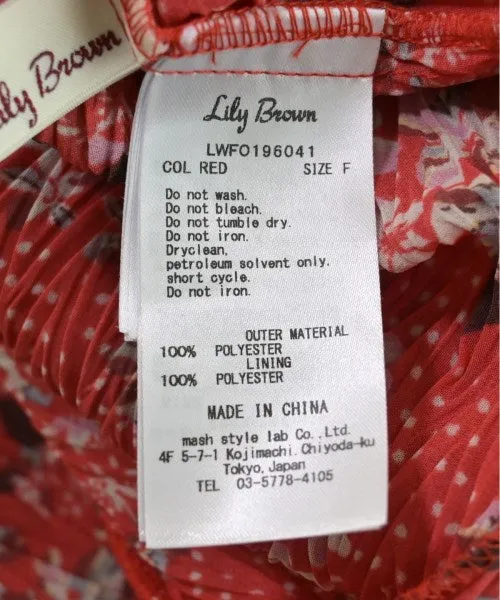 Lily Brown
Lily Brown
LWFO196041
COL RED SIZE F
Do not wash.
Do not bleach.
Do not tumble dry.
Do not iron.
Dryclean,
petroleum solvent only.
short cycle.
Do not iron.
OUTER MATERIAL
100% POLYESTER
LINING
100% POLYESTER
MADE IN CHINA
mash style lab Co.,Ltd.
4F 5-7-1 Kojimachi. Chiyoda-ku
Tokyo, Japan
TEL 03-5778-4105